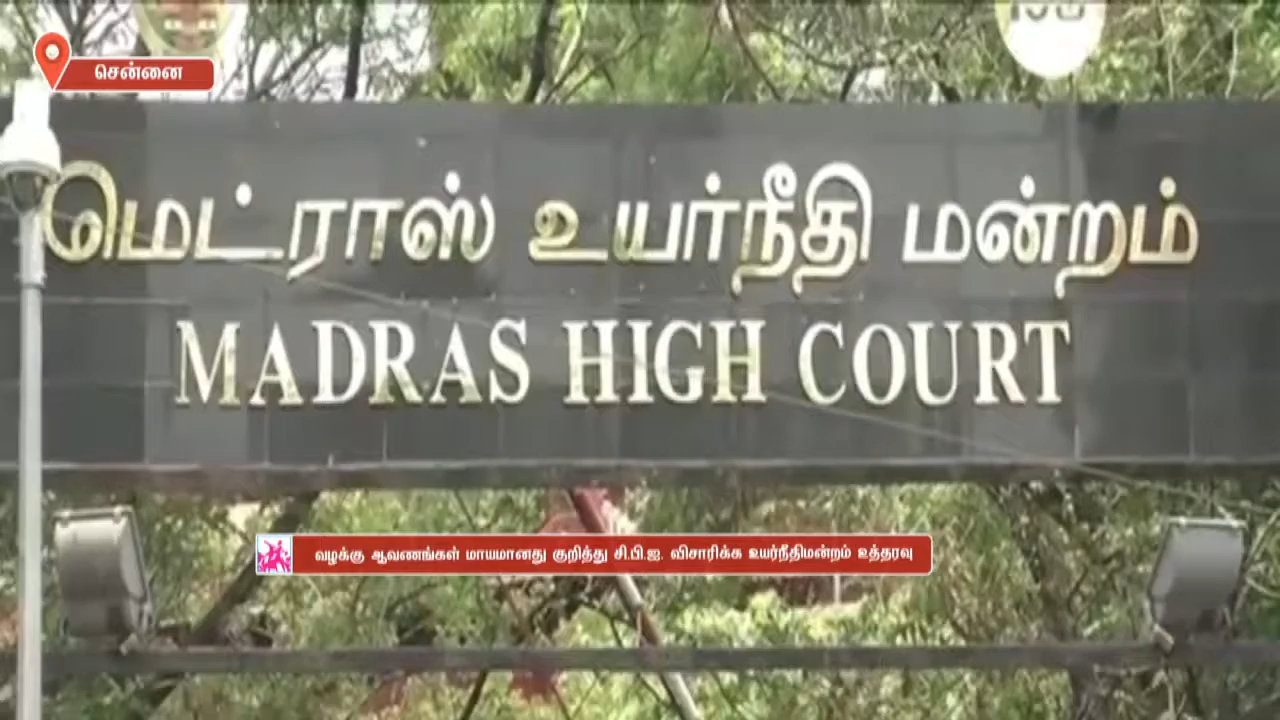 சென்னை
மெட்ராஸ் உயர்நீதி மன்றம்
MADRAS HIGH COURT
வழக்கு ஆவணங்கள் மாயமானது குறித்து சி.பி.ஐ. விசாரிக்க உயர்நீதிமன்றம் உத்தரவு